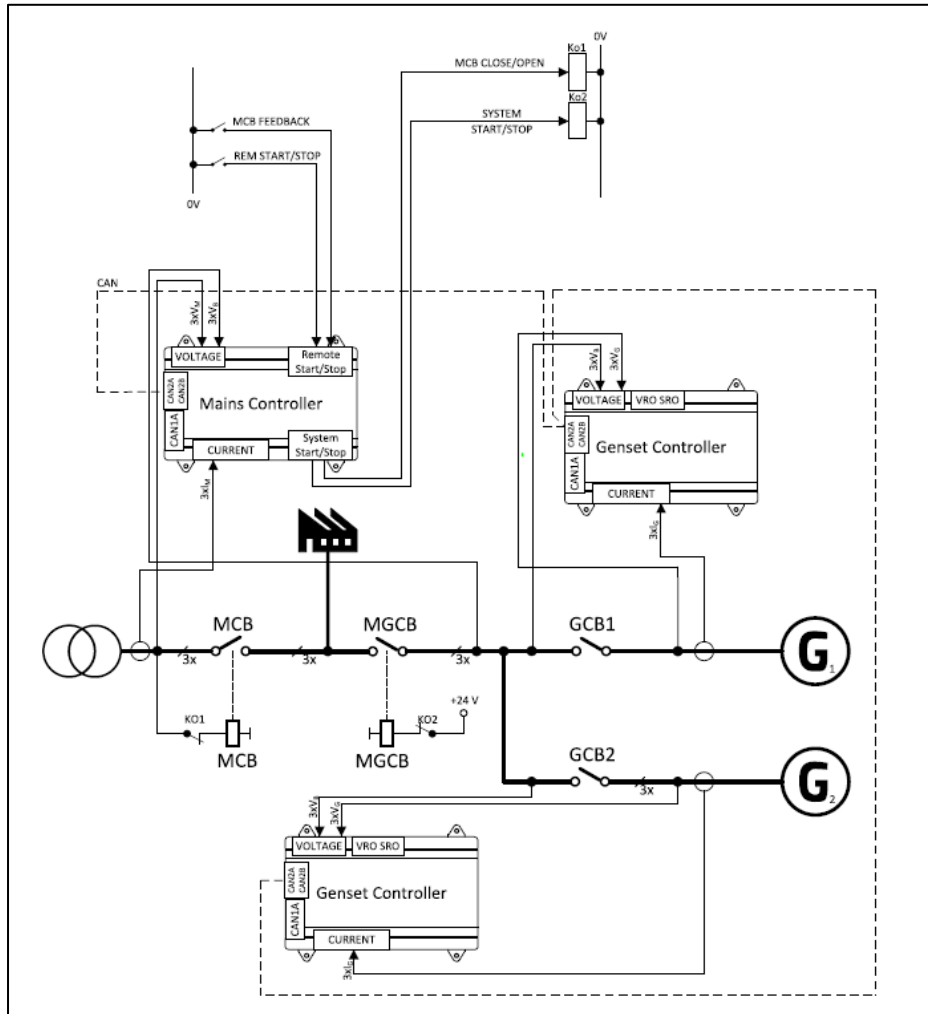 0V
Ko1
MCB CLOSE/OPEN
Ko2
SYSTEM
START/STOP
MCB FEEDBACK
REM START/STOP
0V
CAN
3xVM
3xVB
VOLTAGE
Remote
Start/Stop
CAN2A
CAN2B
Mains Controller
CAN1A
CURRENT
System
Start/Stop
3xIM
3xVB
3xVG
VOLTAGE
VRO SRO
CAN2A
CAN2B
Genset Controller
CAN1A
CURRENT
3xIG
MCB
MGCB
GCB1
3x
3x
3x
G1
KO1
MCB
KO2
+24 V
MGCB
GCB2
3x
G2
3xVB
3xVG
VOLTAGE
VRO SRO
CAN2A
CAN2B
Genset Controller
CAN1A
CURRENT
3xIG